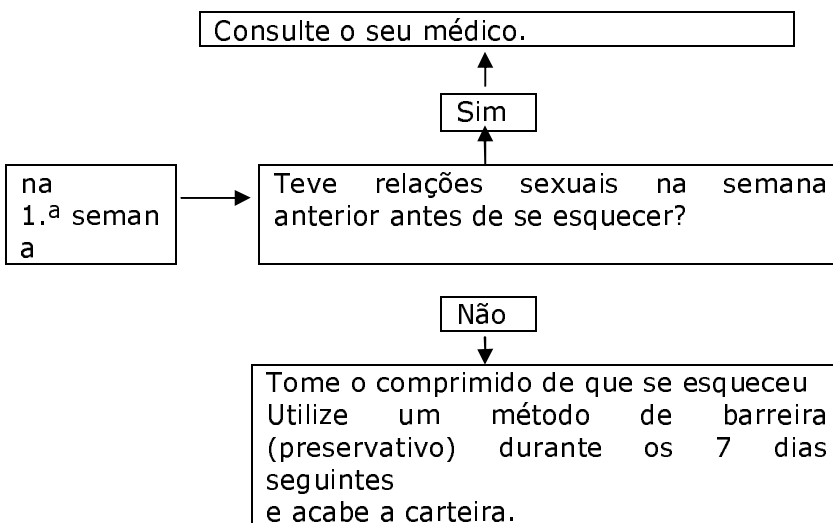 Consulte o seu médico.
Sim
na
1.ª seman
a
Teve relações sexuais na semana
anterior antes de se esquecer?
Não
Tome o comprimido de que se esqueceu
Utilize um método de barreira
(preservativo) durante os 7 dias
seguintes
e acabe a carteira.